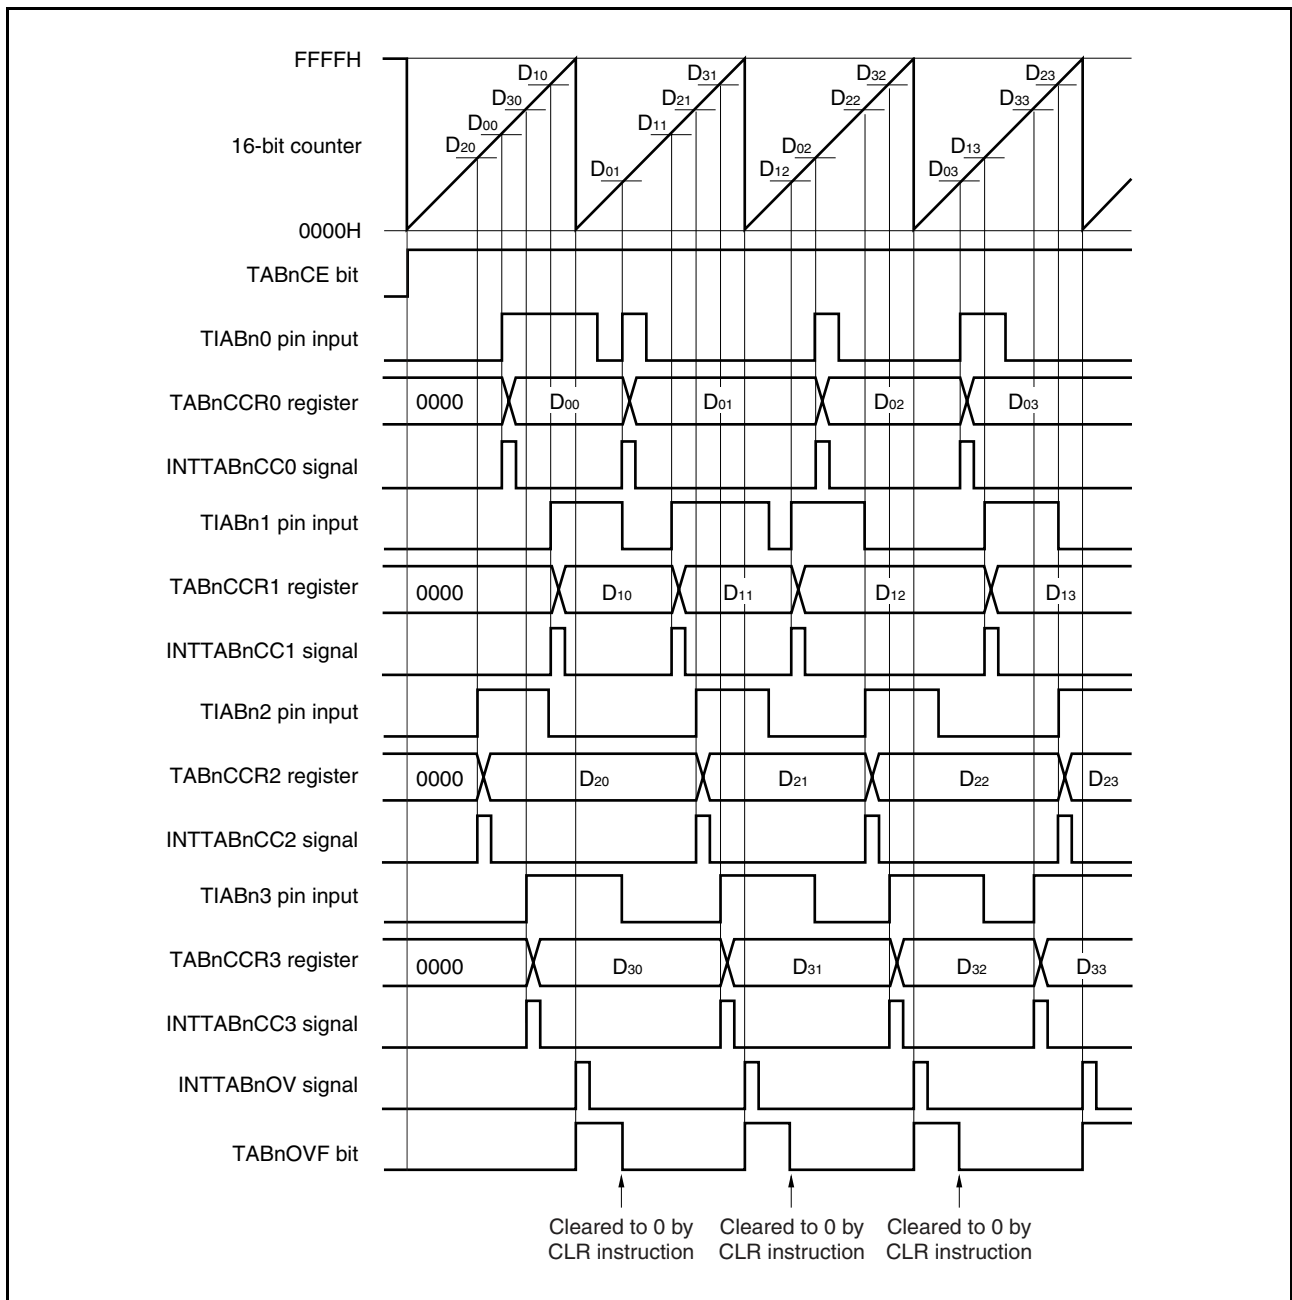 FFFFH
D10 D31 D32 D23
D30 D21 D22 D33
D00 D11 D02 D13
16-bit counter
D20 D01 D12 D03
0000H
TABnCE bit
TIABn0 pin input
TABnCCR0 register 0000 D00 D01 D02 D03
INTTABnCC0 signal
TIABn1 pin input
TABnCCR1 register 0000 D10 D11 D12 D13
INTTABnCC1 signal
TIABn2 pin input
TABnCCR2 register 0000 D20 D21 D22 D23
INTTABnCC2 signal
TIABn3 pin input
TABnCCR3 register 0000 D30 D31 D32 D33
INTTABnCC3 signal
INTTABnOV signal
TABnOVF bit
Cleared to 0 by
CLR instruction
Cleared to 0 by
CLR instruction
Cleared to 0 by
CLR instruction